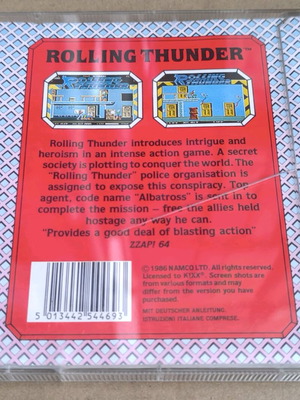 ROLLING THUNDER™
ROLLING
THUNDER
Rolling Thunder introduces intrigue and
heroism in an intense action game. A secret
society is plotting to conquer the world. The
"Rolling Thunder" police organisation is
assigned to expose this conspiracy. Top
agent, code name "Albatross" is sent in to
complete the mission – free the allies held
hostage any way he can.
"Provides a good deal of blasting action"
ZZAP! 64
© 1986 NAMCO LTD. All rights reserved.
Licensed to KIXX®. Screen shots are
from various formats and may
differ from the version you have
purchased.
MIT DEUTSCHER ANLEITUNG.
ISTRUZIONI ITALIANE COMPRESE.
5 013442 544693